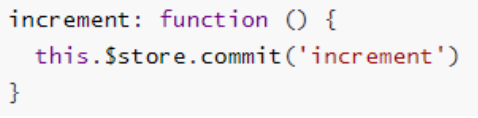 increment: function () {
  this.$store.commit('increment')
}